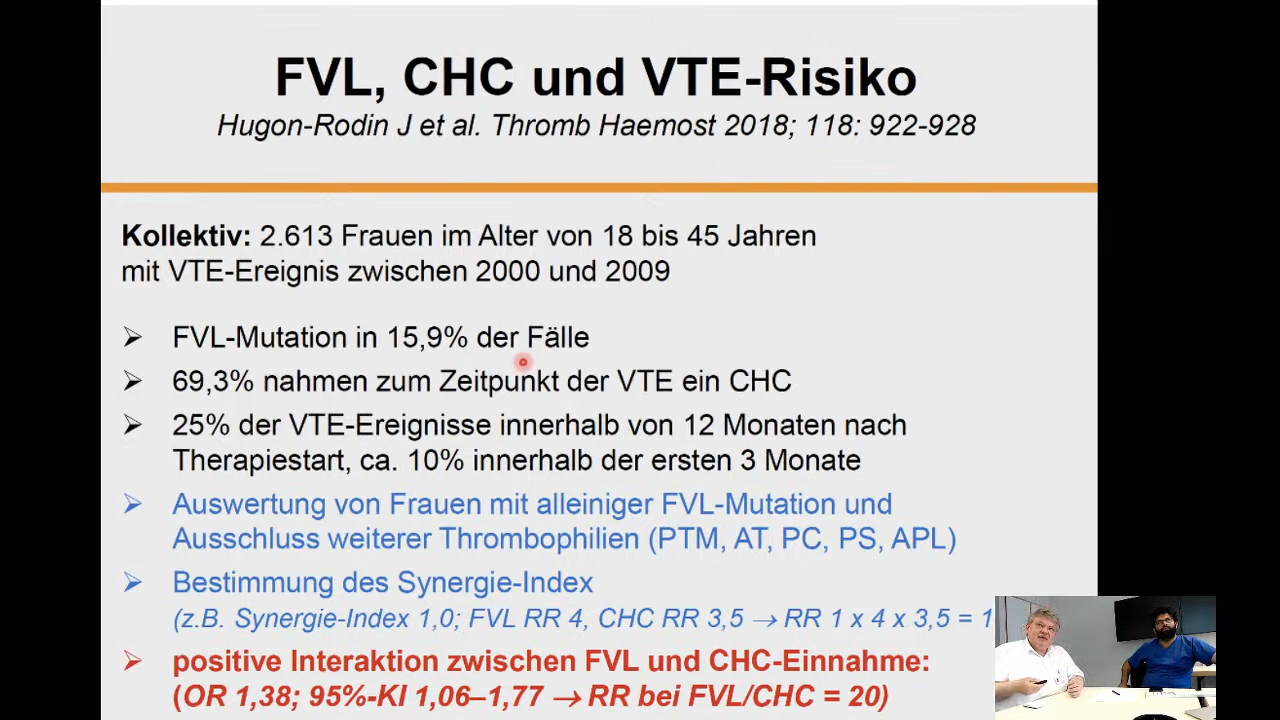 FVL, CHC und VTE-Risiko
Hugon-Rodin J et al. Thromb Haemost 2018; 118: 922-928
Kollektiv: 2.613 Frauen im Alter von 18 bis 45 Jahren
mit VTE-Ereignis zwischen 2000 und 2009
FVL-Mutation in 15,9% der Fälle
69,3% nahmen zum Zeitpunkt der VTE ein CHC
25% der VTE-Ereignisse innerhalb von 12 Monaten nach
Therapiestart, ca. 10% innerhalb der ersten 3 Monate
Auswertung von Frauen mit alleiniger FVL-Mutation und
Ausschluss weiterer Thrombophilien (PTM, AT, PC, PS, APL)
Bestimmung des Synergie-Index
(z.B. Synergie-Index 1,0; FVL RR 4, CHC RR 3,5 → RR 1 x 4 x 3,5 =
positive Interaktion zwischen FVL und CHC-Einnahme:
(OR 1,38; 95%-KI 1,06–1,77 → RR bei FVL/CHC = 20)